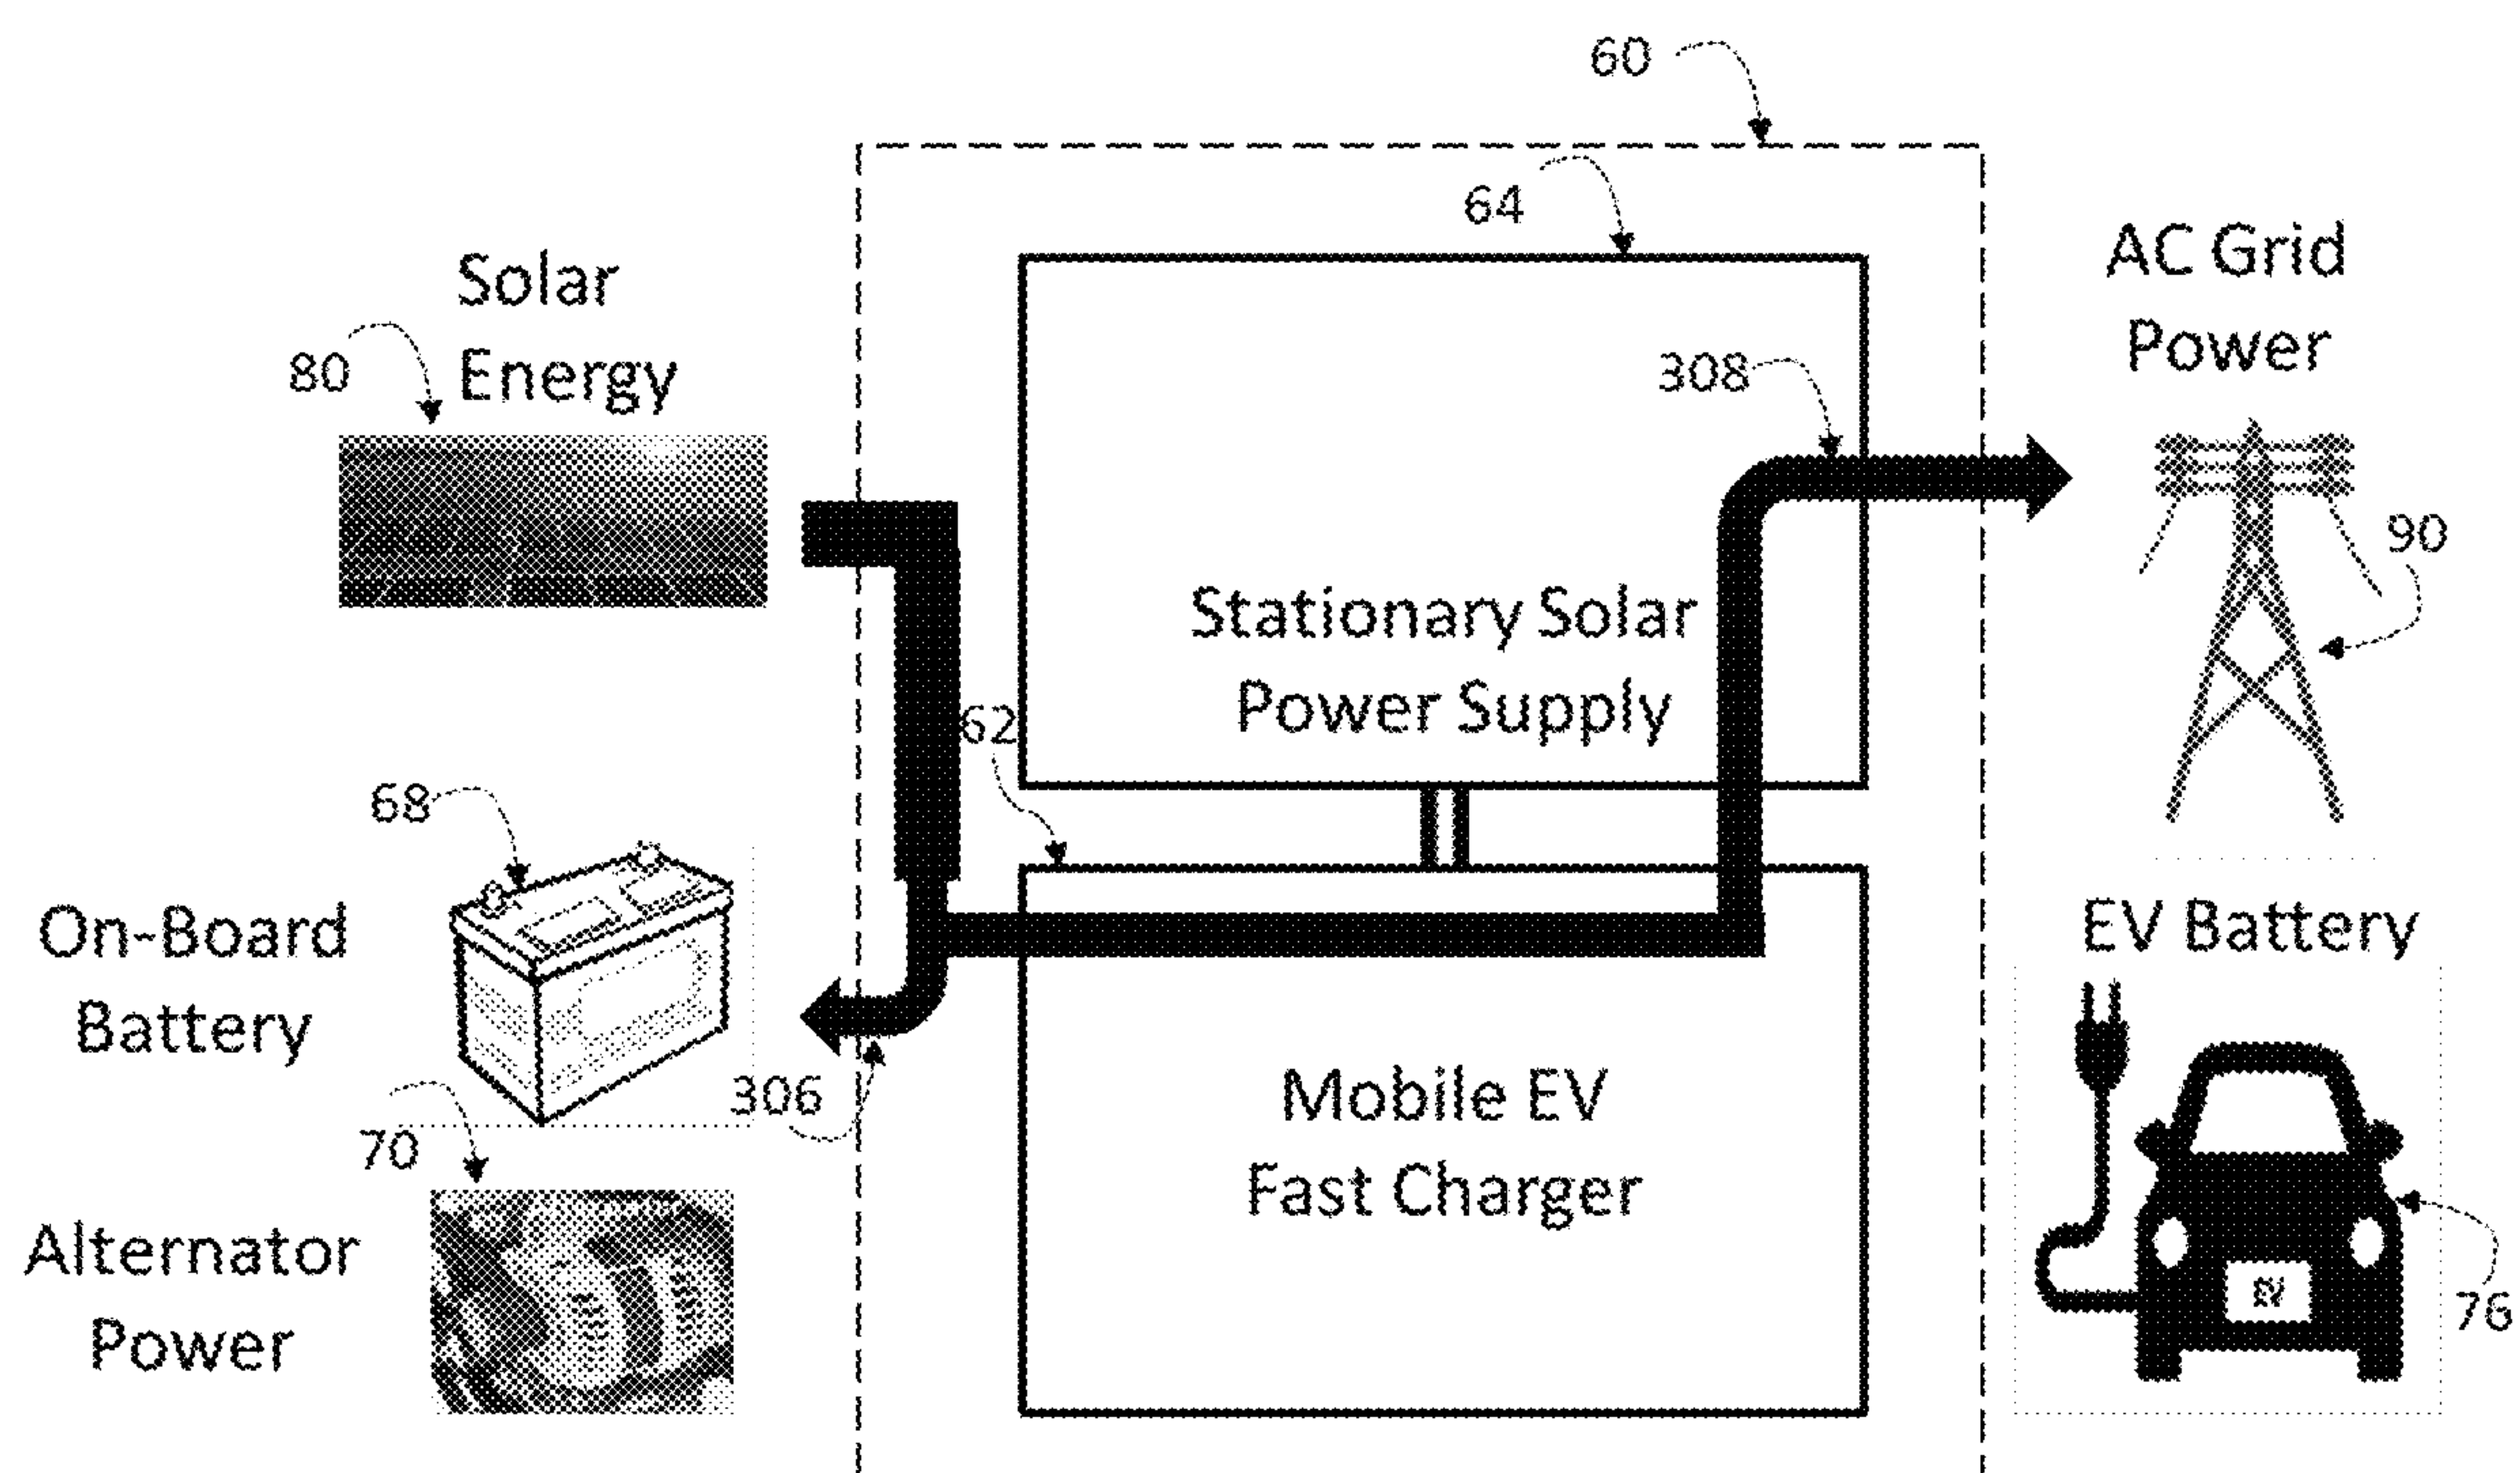 60
64
Solar
Energy
80
AC Grid
Power
308
90
Stationary Solar
Power Supply
62
68
On-Board
Battery
EV Battery
306
70
Mobile EV
Fast Charger
Alternator
Power
EV
76